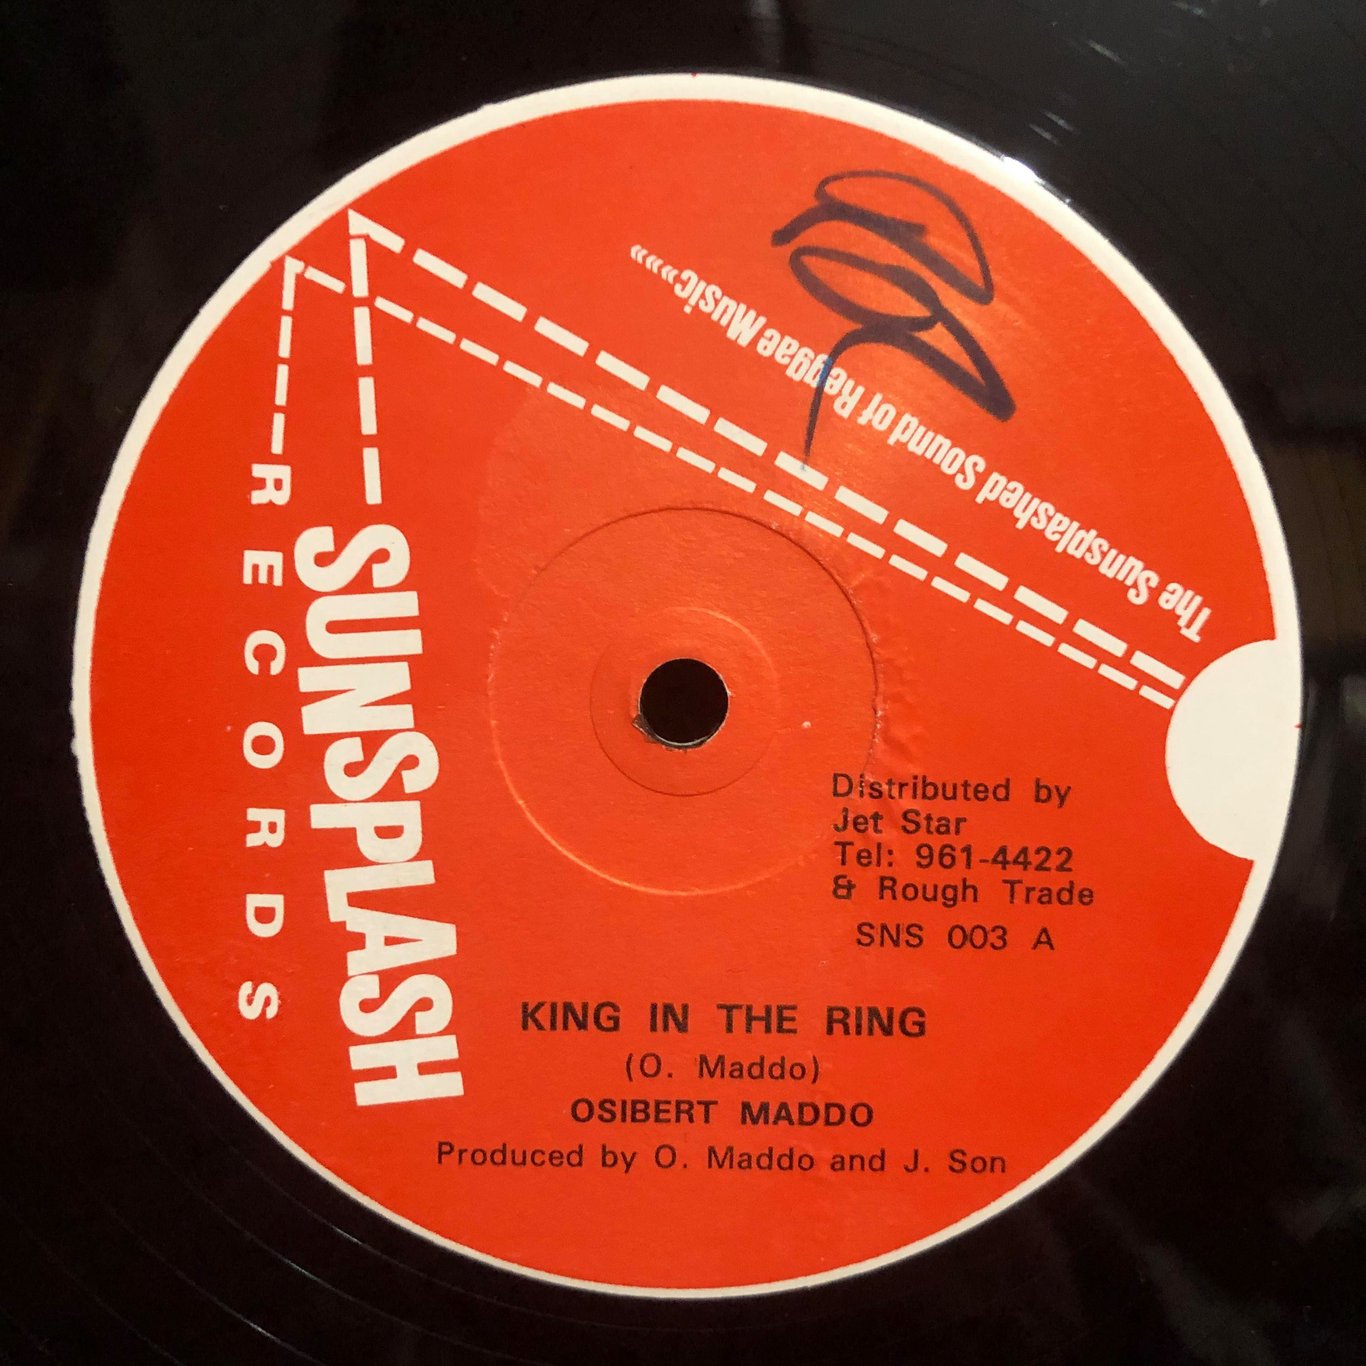 The Sunsplashed Sound of Reggae Music»»»»
SUNSPLASH
RECORDS
Distributed by
Jet Star
Tel: 961-4422
& Rough Trade
SNS 003 A
KING IN THE RING
(O. Maddo)
OSIBERT MADDO
Produced by O. Maddo and J. Son